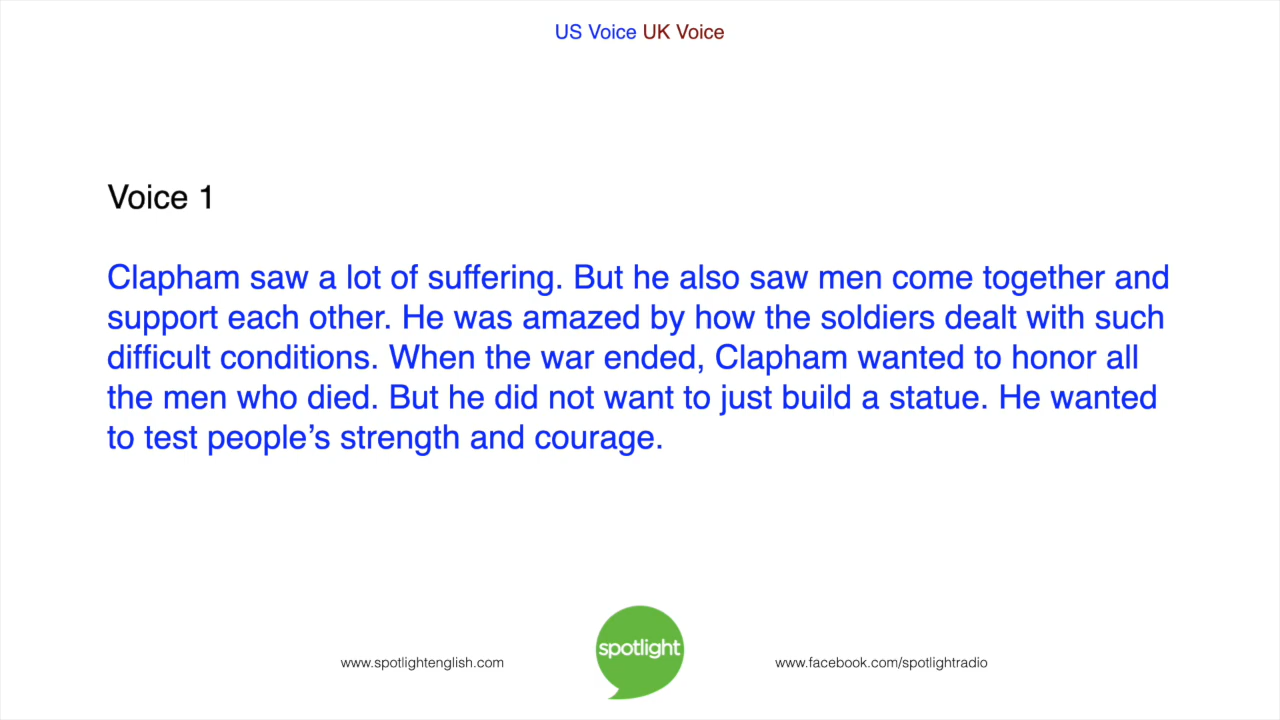 US Voice UK Voice
Voice 1
Clapham saw a lot of suffering. But he also saw men come together and
support each other. He was amazed by how the soldiers dealt with such
difficult conditions. When the war ended, Clapham wanted to honor all
the men who died. But he did not want to just build a statue. He wanted
to test people’s strength and courage.
www.spotlightenglish.com
spotlight
www.facebook.com/spotlightradio